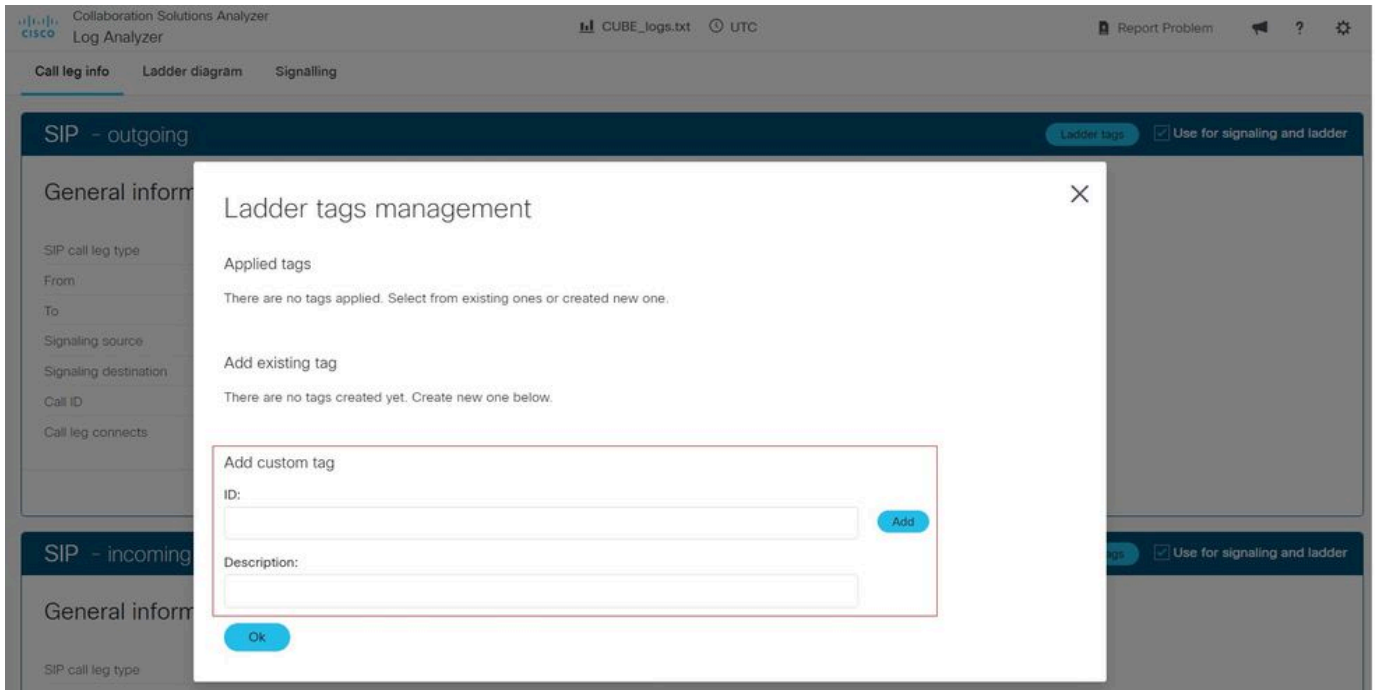 Collaboration Solutions Analyzer
CISCO
Log Analyzer
CUBE_logs.txt
UTC
Report Problem
?
Call leg info
Ladder diagram
Signalling
SIP - outgoing
Ladder tags
Use for signaling and ladder
General inform
SIP call leg type
From
To
Signaling source
Signaling destination
Call ID
Call leg connects
Ladder tags management
Applied tags
There are no tags applied. Select from existing ones or created new one.
Add existing tag
There are no tags created yet. Create new one below.
Add custom tag
ID:
Add
Description:
Ok
SIP - incoming
ags
Use for signaling and ladder
General inform
SIP call leg type